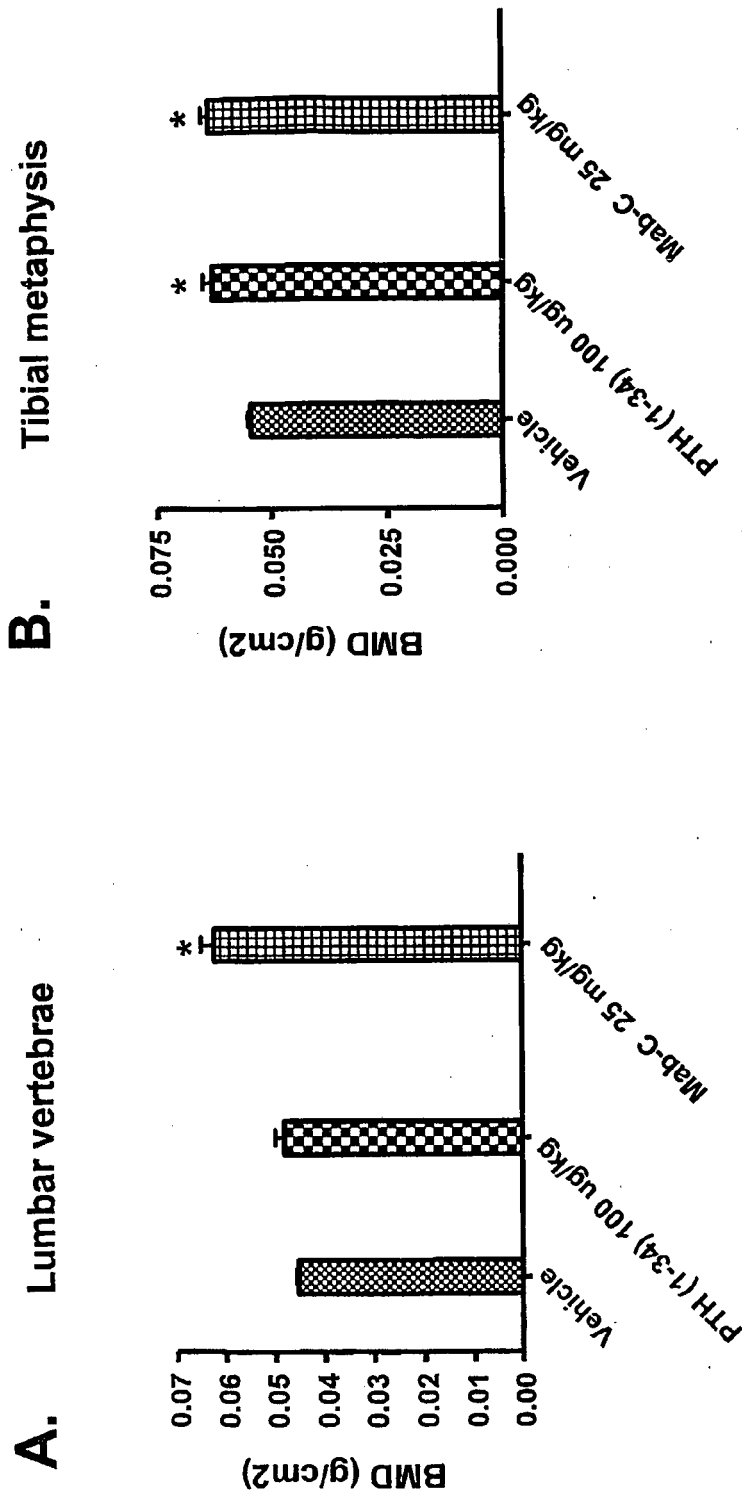 A.
Lumbar vertebrae
BMD (g/cm2)
0.07
0.06
0.05
0.04
0.03
0.02
0.01
0.00
*
Vehicle
PTH (1-34) 100 ug/kg
Mab-C 25 mg/kg
B.
Tibial metaphysis
BMD (g/cm2)
0.075
0.050
0.025
0.000
*
*
Vehicle
PTH (1-34) 100 ug/kg
Mab-C 25 mg/kg